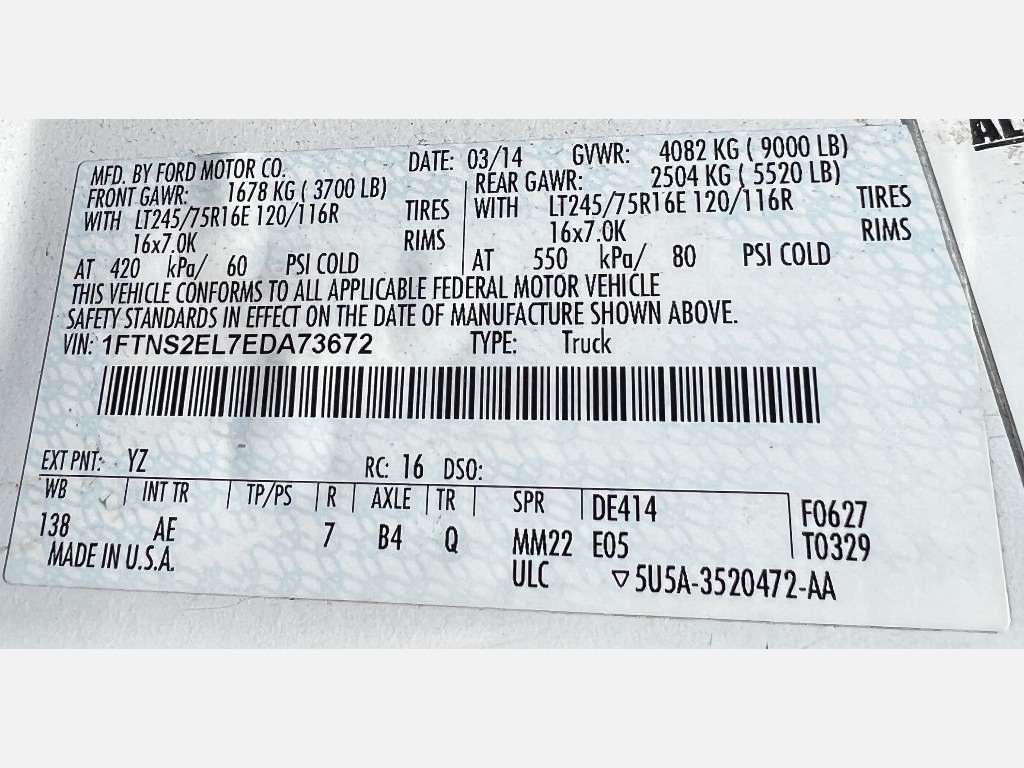 AL
MFD. BY FORD MOTOR CO. DATE: 03/14 GVWR: 4082 KG ( 9000 LB)
FRONT GAWR: 1678 KG ( 3700 LB) REAR GAWR: 2504 KG ( 5520 LB)
WITH LT245/75R16E 120/116R TIRES WITH LT245/75R16E 120/116R TIRES
16x7.0K RIMS 16x7.0K RIMS
AT 420 kPa/ 60 PSI COLD AT 550 kPa/ 80 PSI COLD
THIS VEHICLE CONFORMS TO ALL APPLICABLE FEDERAL MOTOR VEHICLE
SAFETY STANDARDS IN EFFECT ON THE DATE OF MANUFACTURE SHOWN ABOVE.
VIN: 1FTNS2EL7EDA73672 TYPE: Truck
EXT PNT: YZ RC: 16 DSO:
WB INT TR TP/PS R AXLE TR SPR DE414 F0627
138 AE 7 B4 Q MM22 E05 T0329
MADE IN U.S.A. ULC ▽5U5A-3520472-AA